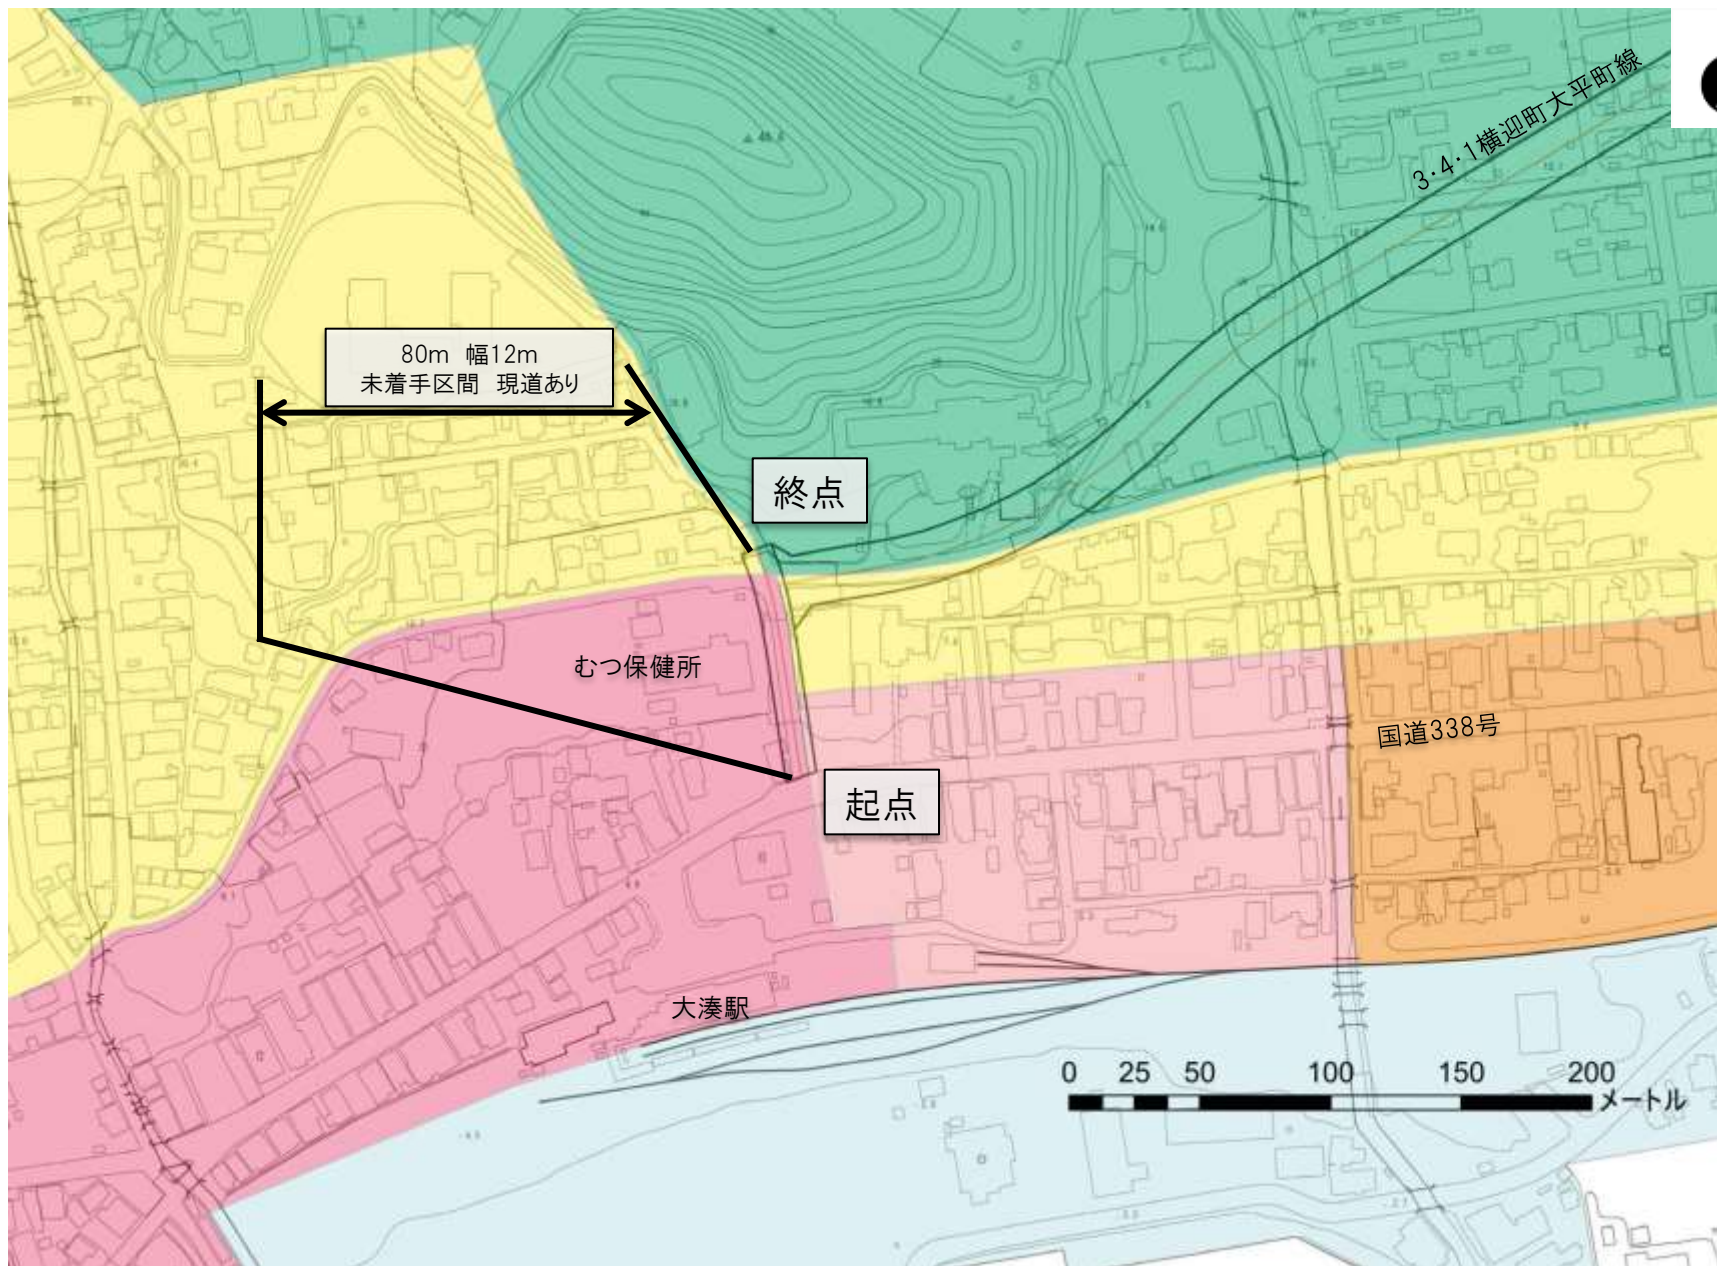 3・4・1横迎町大平町線
80m 幅12m
未着手区間 現道あり
終点
むつ保健所
国道338号
起点
大湊駅
0 25 50 100 150 200
メートル